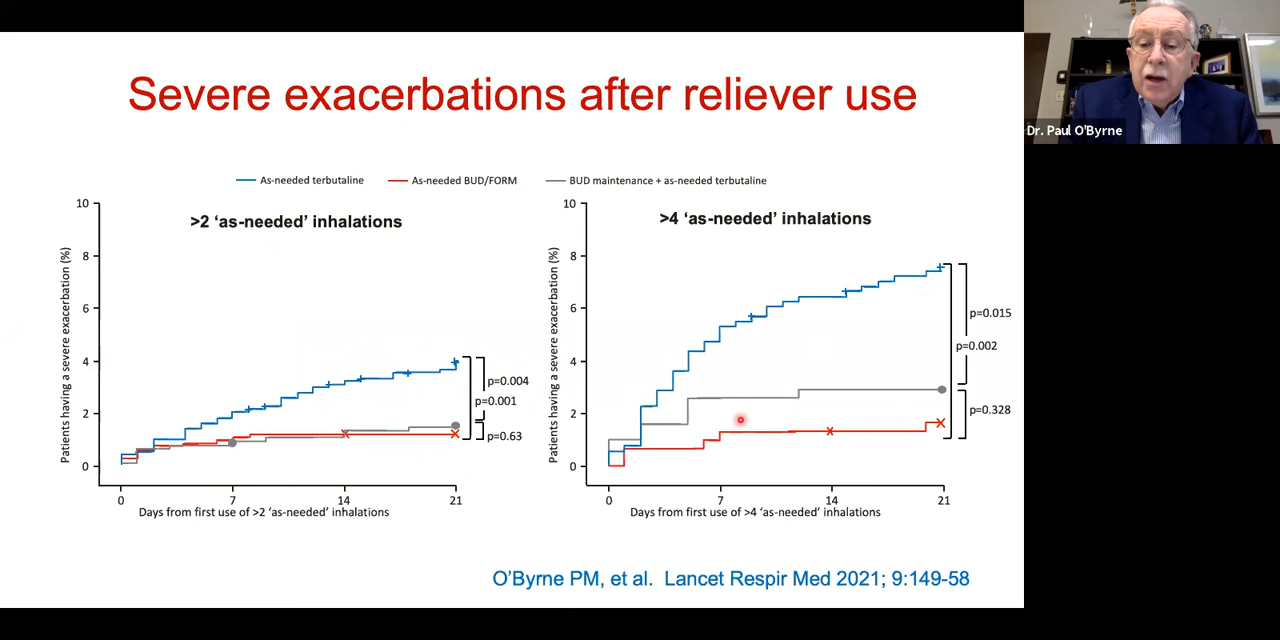 Severe exacerbations after reliever use
As-needed terbutaline
As-needed BUD/FORM
BUD maintenance + as-needed terbutaline
>2 ‘as-needed’ inhalations
Patients having a severe exacerbation (%)
10
8
6
4
2
0
0
7
14
21
Days from first use of >2 ‘as-needed’ inhalations
p=0.004
p=0.001
p=0.63
>4 ‘as-needed’ inhalations
Patients having a severe exacerbation (%)
10
8
6
4
2
0
0
7
14
21
Days from first use of >4 ‘as-needed’ inhalations
p=0.015
p=0.002
p=0.328
O’Byrne PM, et al. Lancet Respir Med 2021; 9:149-58
Dr. Paul O'Byrne